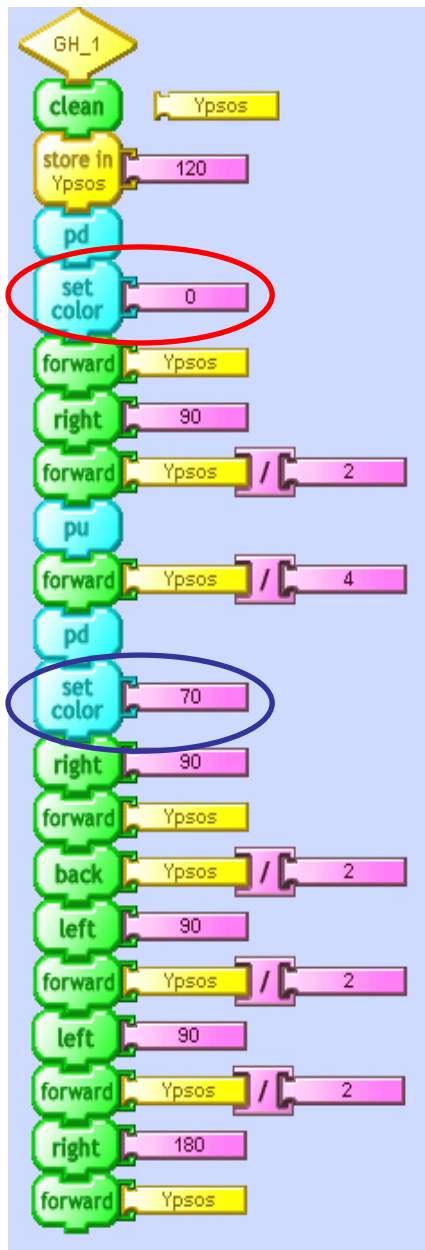 GH_1
clean Ypsos
store in
Ypsos 120
pd
set
color 0
forward Ypsos
right 90
forward Ypsos / 2
pu
forward Ypsos / 4
pd
set
color 70
right 90
forward Ypsos
back Ypsos / 2
left 90
forward Ypsos / 2
left 90
forward Ypsos / 2
right 180
forward Ypsos